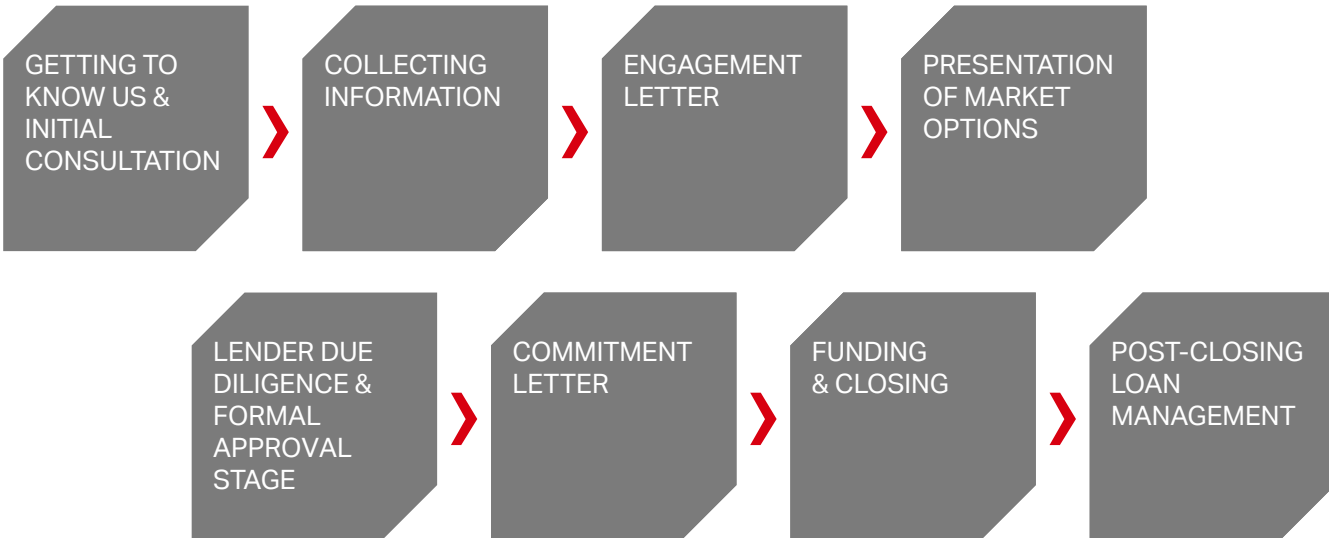 GETTING TO
KNOW US &
INITIAL
CONSULTATION
COLLECTING
INFORMATION
ENGAGEMENT
LETTER
PRESENTATION
OF MARKET
OPTIONS
LENDER DUE
DILIGENCE &
FORMAL
APPROVAL
STAGE
COMMITMENT
LETTER
FUNDING
& CLOSING
POST-CLOSING
LOAN
MANAGEMENT